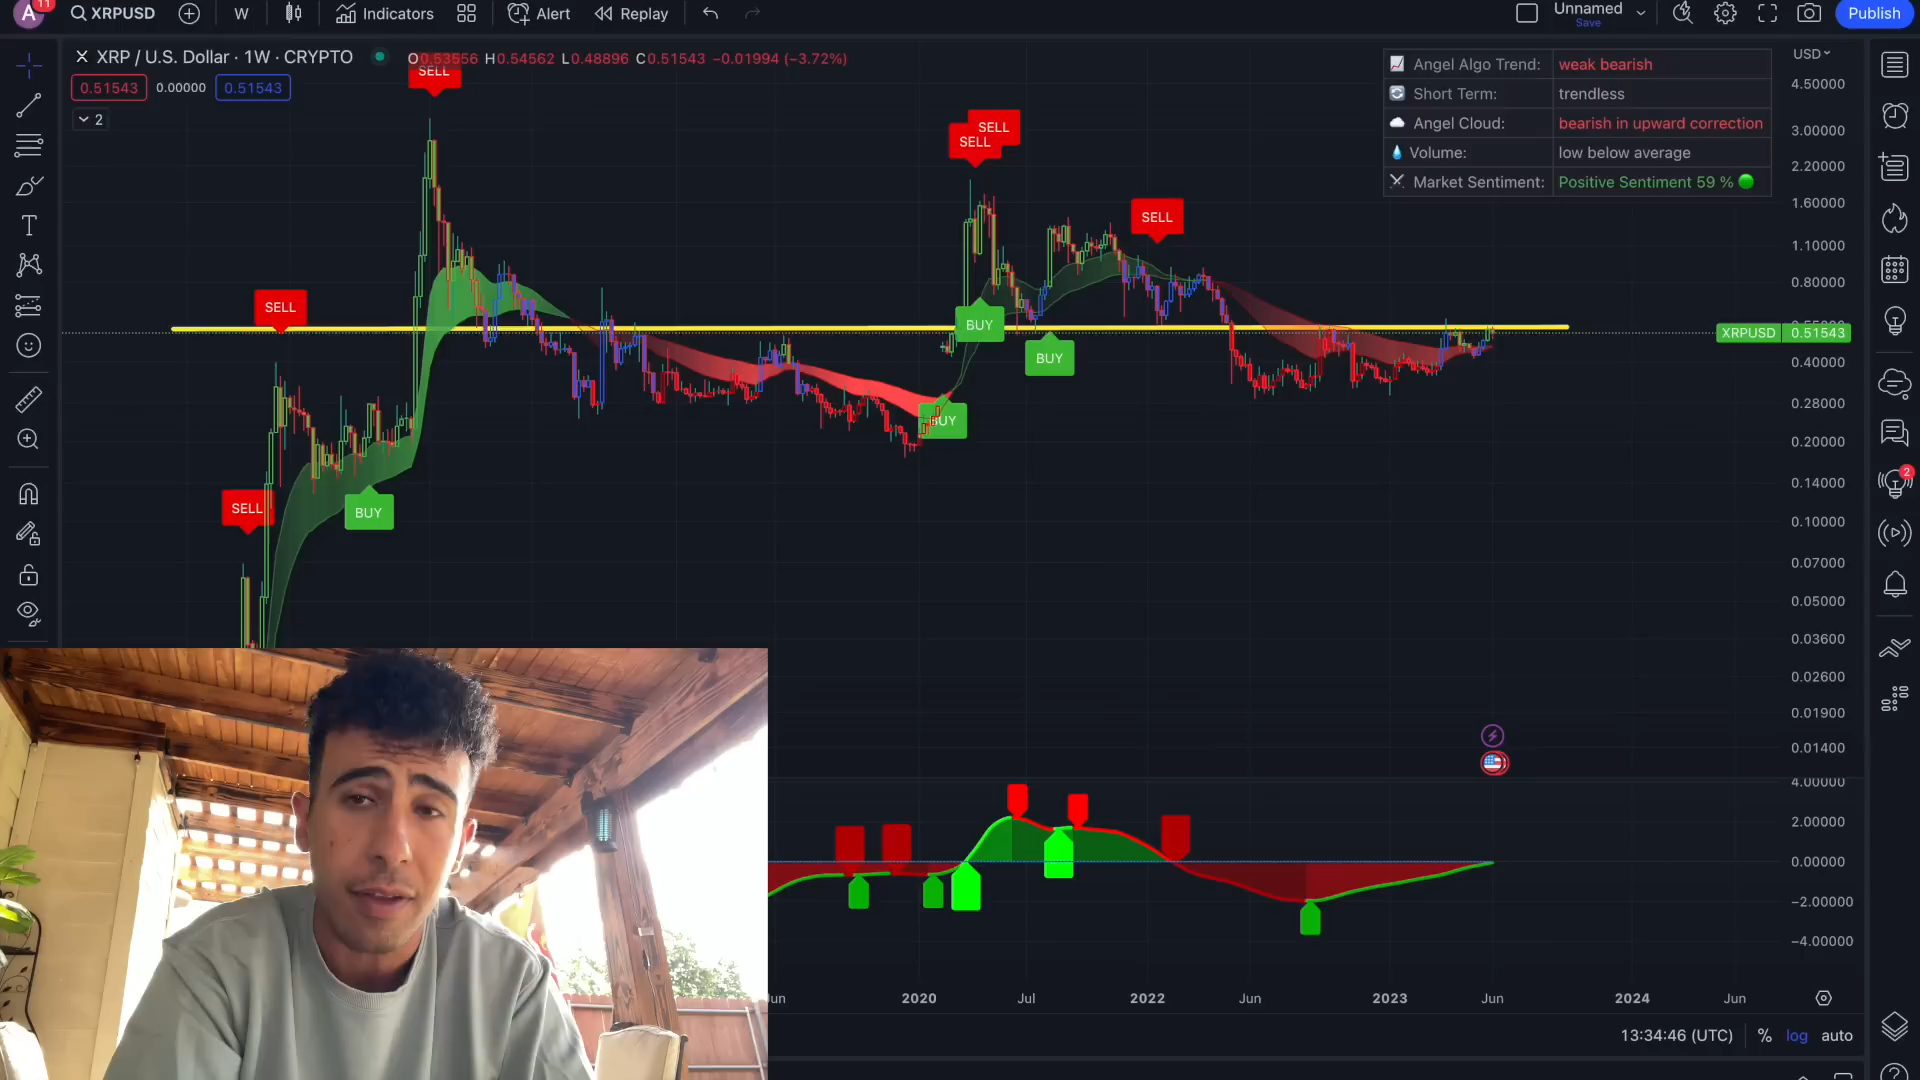 A 11 XRPUSD W Indicators Alert Replay Unnamed Save Publish
XRP / U.S. Dollar · 1W · CRYPTO O0.53556 H0.54562 L0.48896 C0.51543 −0.01994 (−3.72%)
0.51543 0.00000 0.51543
2
USD
Angel Algo Trend: weak bearish
Short Term: trendless
Angel Cloud: bearish in upward correction
Volume: low below average
Market Sentiment: Positive Sentiment 59 %
SELL
SELL
SELL
SELL
SELL
SELL
BUY
BUY
BUY
BUY
4.50000
3.00000
2.20000
1.60000
1.10000
0.80000
XRPUSD 0.51543
0.40000
0.28000
0.20000
0.14000
0.10000
0.07000
0.05000
0.03600
0.02600
0.01900
0.01400
4.00000
2.00000
0.00000
−2.00000
−4.00000
2020 Jul 2022 Jun 2023 Jun 2024 Jun
13:34:46 (UTC) % log auto
2